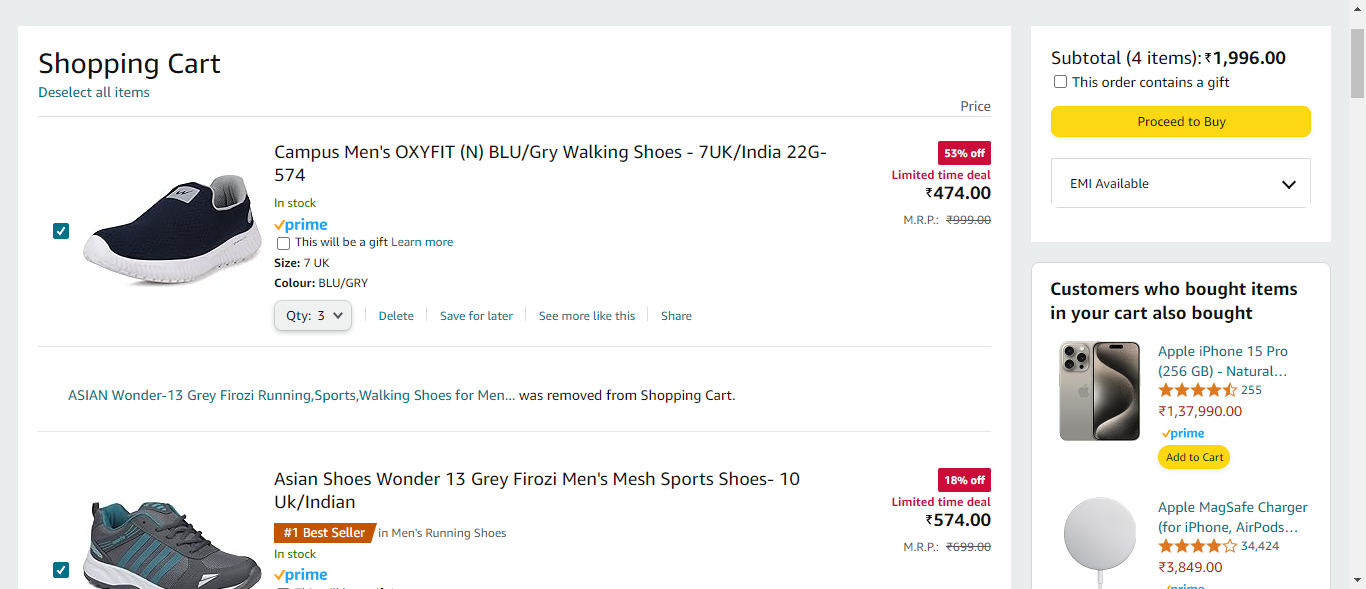 Shopping Cart
Deselect all items
Price
Campus Men's OXYFIT (N) BLU/Gry Walking Shoes - 7UK/India 22G-
574
In stock
prime
This will be a gift Learn more
Size: 7 UK
Colour: BLU/GRY
Qty: 3
Delete
Save for later
See more like this
Share
53% off
Limited time deal
₹474.00
M.R.P.: ₹999.00
ASIAN Wonder-13 Grey Firozi Running,Sports,Walking Shoes for Men... was removed from Shopping Cart.
Asian Shoes Wonder 13 Grey Firozi Men's Mesh Sports Shoes- 10
Uk/Indian
#1 Best Seller in Men's Running Shoes
In stock
prime
18% off
Limited time deal
₹574.00
M.R.P.: ₹699.00
Subtotal (4 items): ₹1,996.00
This order contains a gift
Proceed to Buy
EMI Available
Customers who bought items
in your cart also bought
Apple iPhone 15 Pro
(256 GB) - Natural...
255
₹1,37,990.00
prime
Add to Cart
Apple MagSafe Charger
(for iPhone, AirPods...
34,424
₹3,849.00
prime